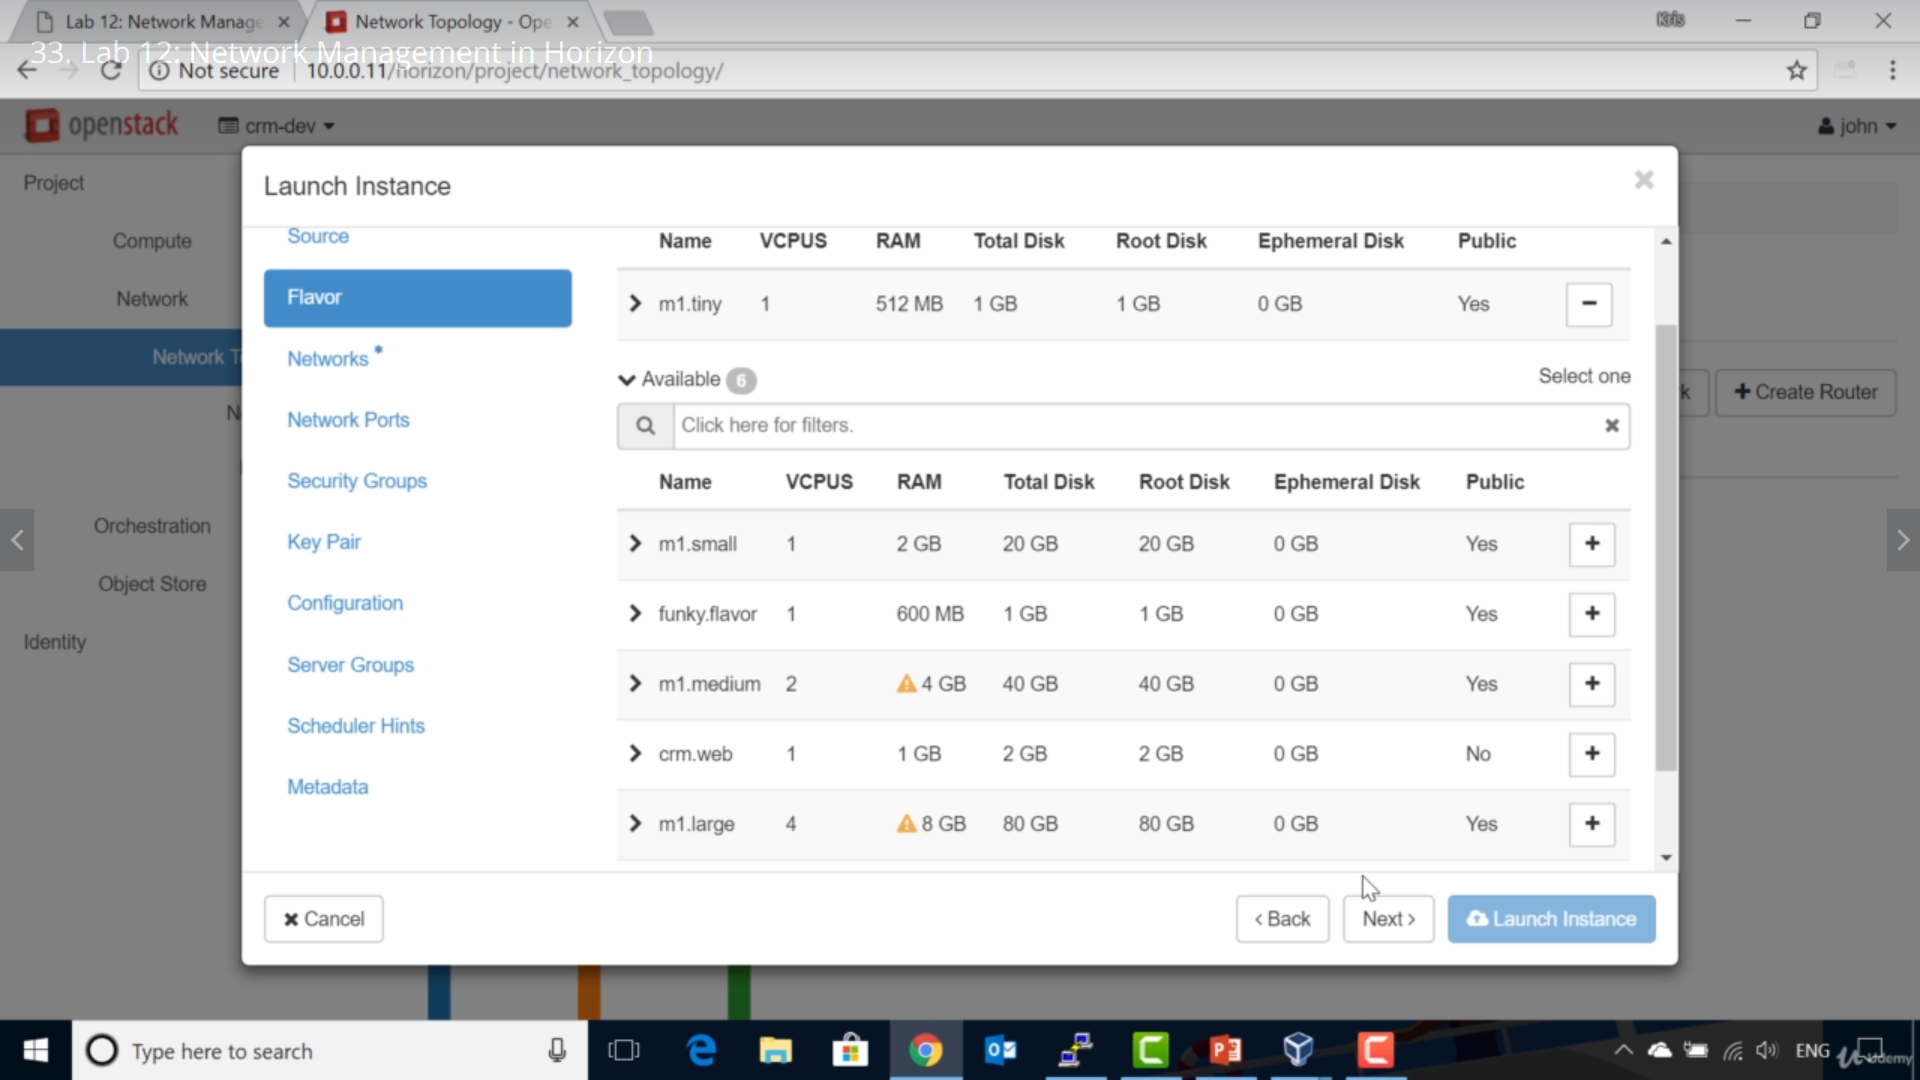 Lab 12: Network Manage
Network Topology - Ope
Kris
33. Lab 12: Network Management in Horizon
Not secure
10.0.0.11/horizon/project/network_topology/
openstack
crm-dev
john
Project
Compute
Network
Network T
N
Orchestration
Object Store
Identity
k
Create Router
Launch Instance
Source
Flavor
Networks *
Network Ports
Security Groups
Key Pair
Configuration
Server Groups
Scheduler Hints
Metadata
Name VCPUS RAM Total Disk Root Disk Ephemeral Disk Public
m1.tiny 1 512 MB 1 GB 1 GB 0 GB Yes
Available 6
Select one
Click here for filters.
Name VCPUS RAM Total Disk Root Disk Ephemeral Disk Public
m1.small 1 2 GB 20 GB 20 GB 0 GB Yes
funky.flavor 1 600 MB 1 GB 1 GB 0 GB Yes
m1.medium 2 4 GB 40 GB 40 GB 0 GB Yes
crm.web 1 1 GB 2 GB 2 GB 0 GB No
m1.large 4 8 GB 80 GB 80 GB 0 GB Yes
Cancel
< Back
Next >
Launch Instance
Type here to search
ENG
Udemy